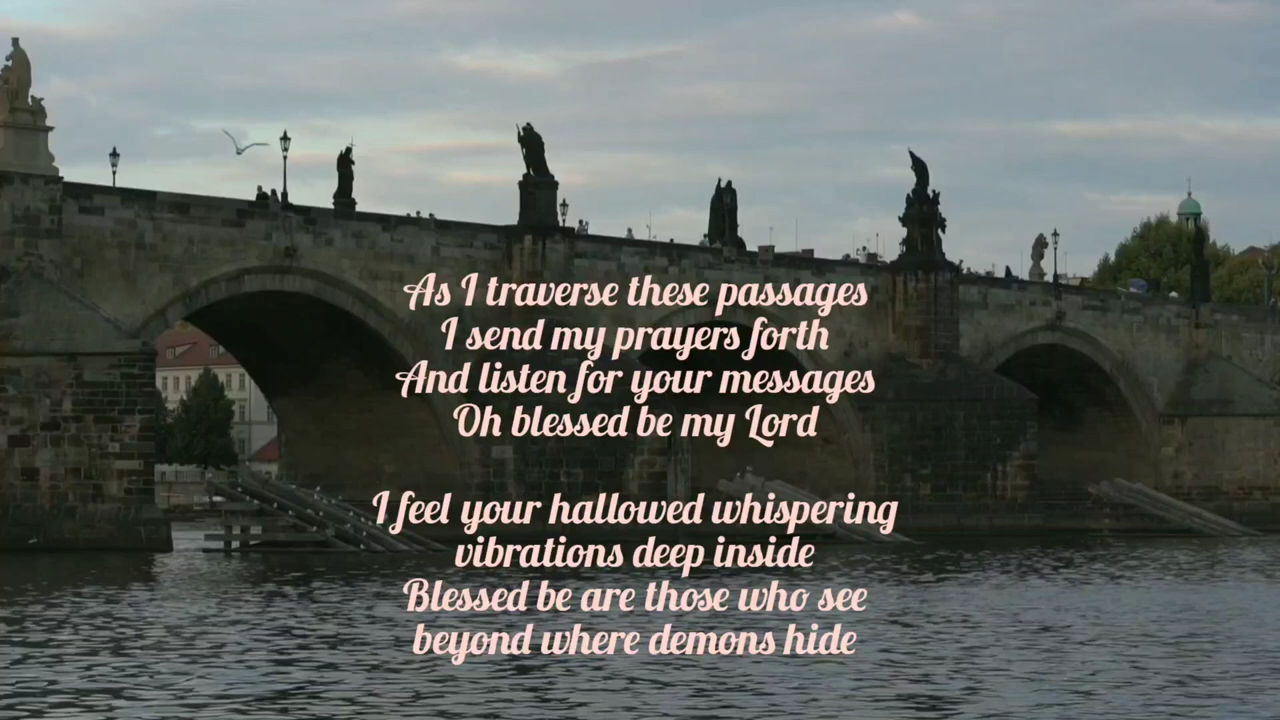 As I traverse these passages
I send my prayers forth
And listen for your messages
Oh blessed be my Lord
I feel your hallowed whispering
vibrations deep inside
Blessed be are those who see
beyond where demons hide